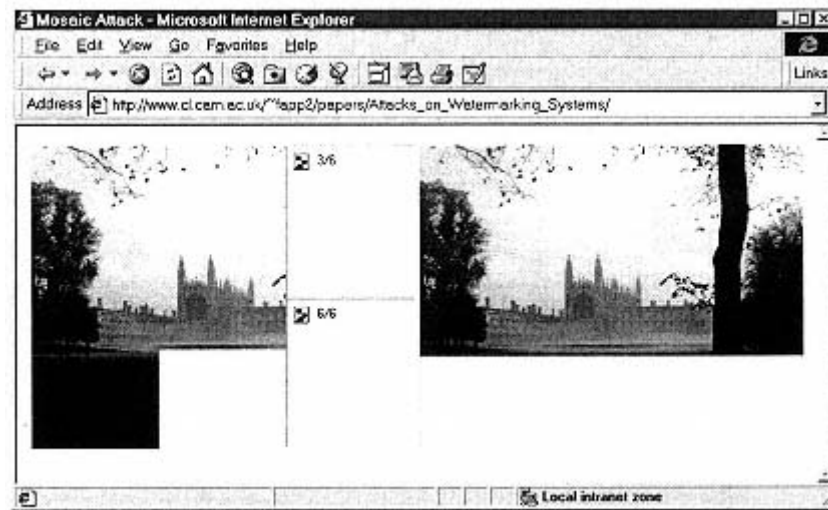 Mosaic Attack - Microsoft Internet Explorer
File Edit View Go Favorites Help
Links
Address http://www.cl.cam.ac.uk/~fapp2/papers/Attacks_on_Watermarking_Systems/
3/6
6/6
Local intranet zone